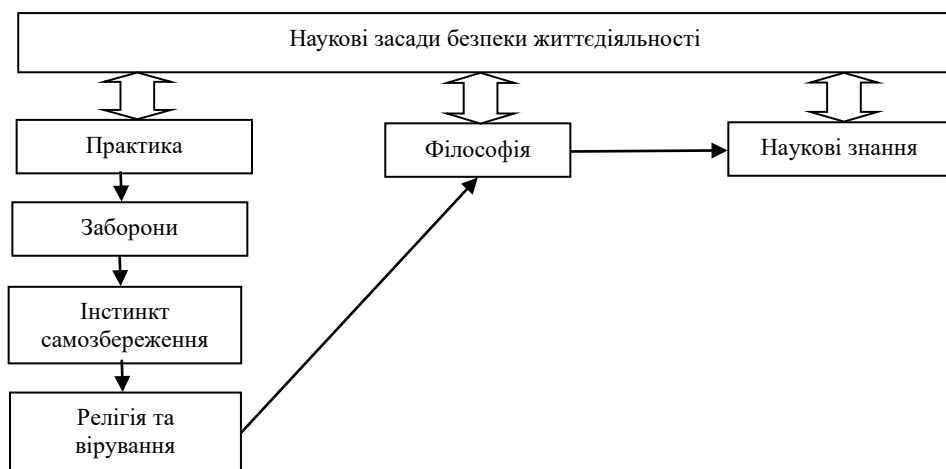 Наукові засади безпеки життєдіяльності
Практика
Філософія
Наукові знання
Заборони
Інстинкт
самозбереження
Релігія та
вірування